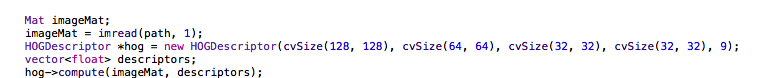 Mat imageMat;
imageMat = imread(path, 1);
HOGDescriptor *hog = new HOGDescriptor(cvSize(128, 128), cvSize(64, 64), cvSize(32, 32), cvSize(32, 32), 9);
vector<float> descriptors;
hog->compute(imageMat, descriptors);